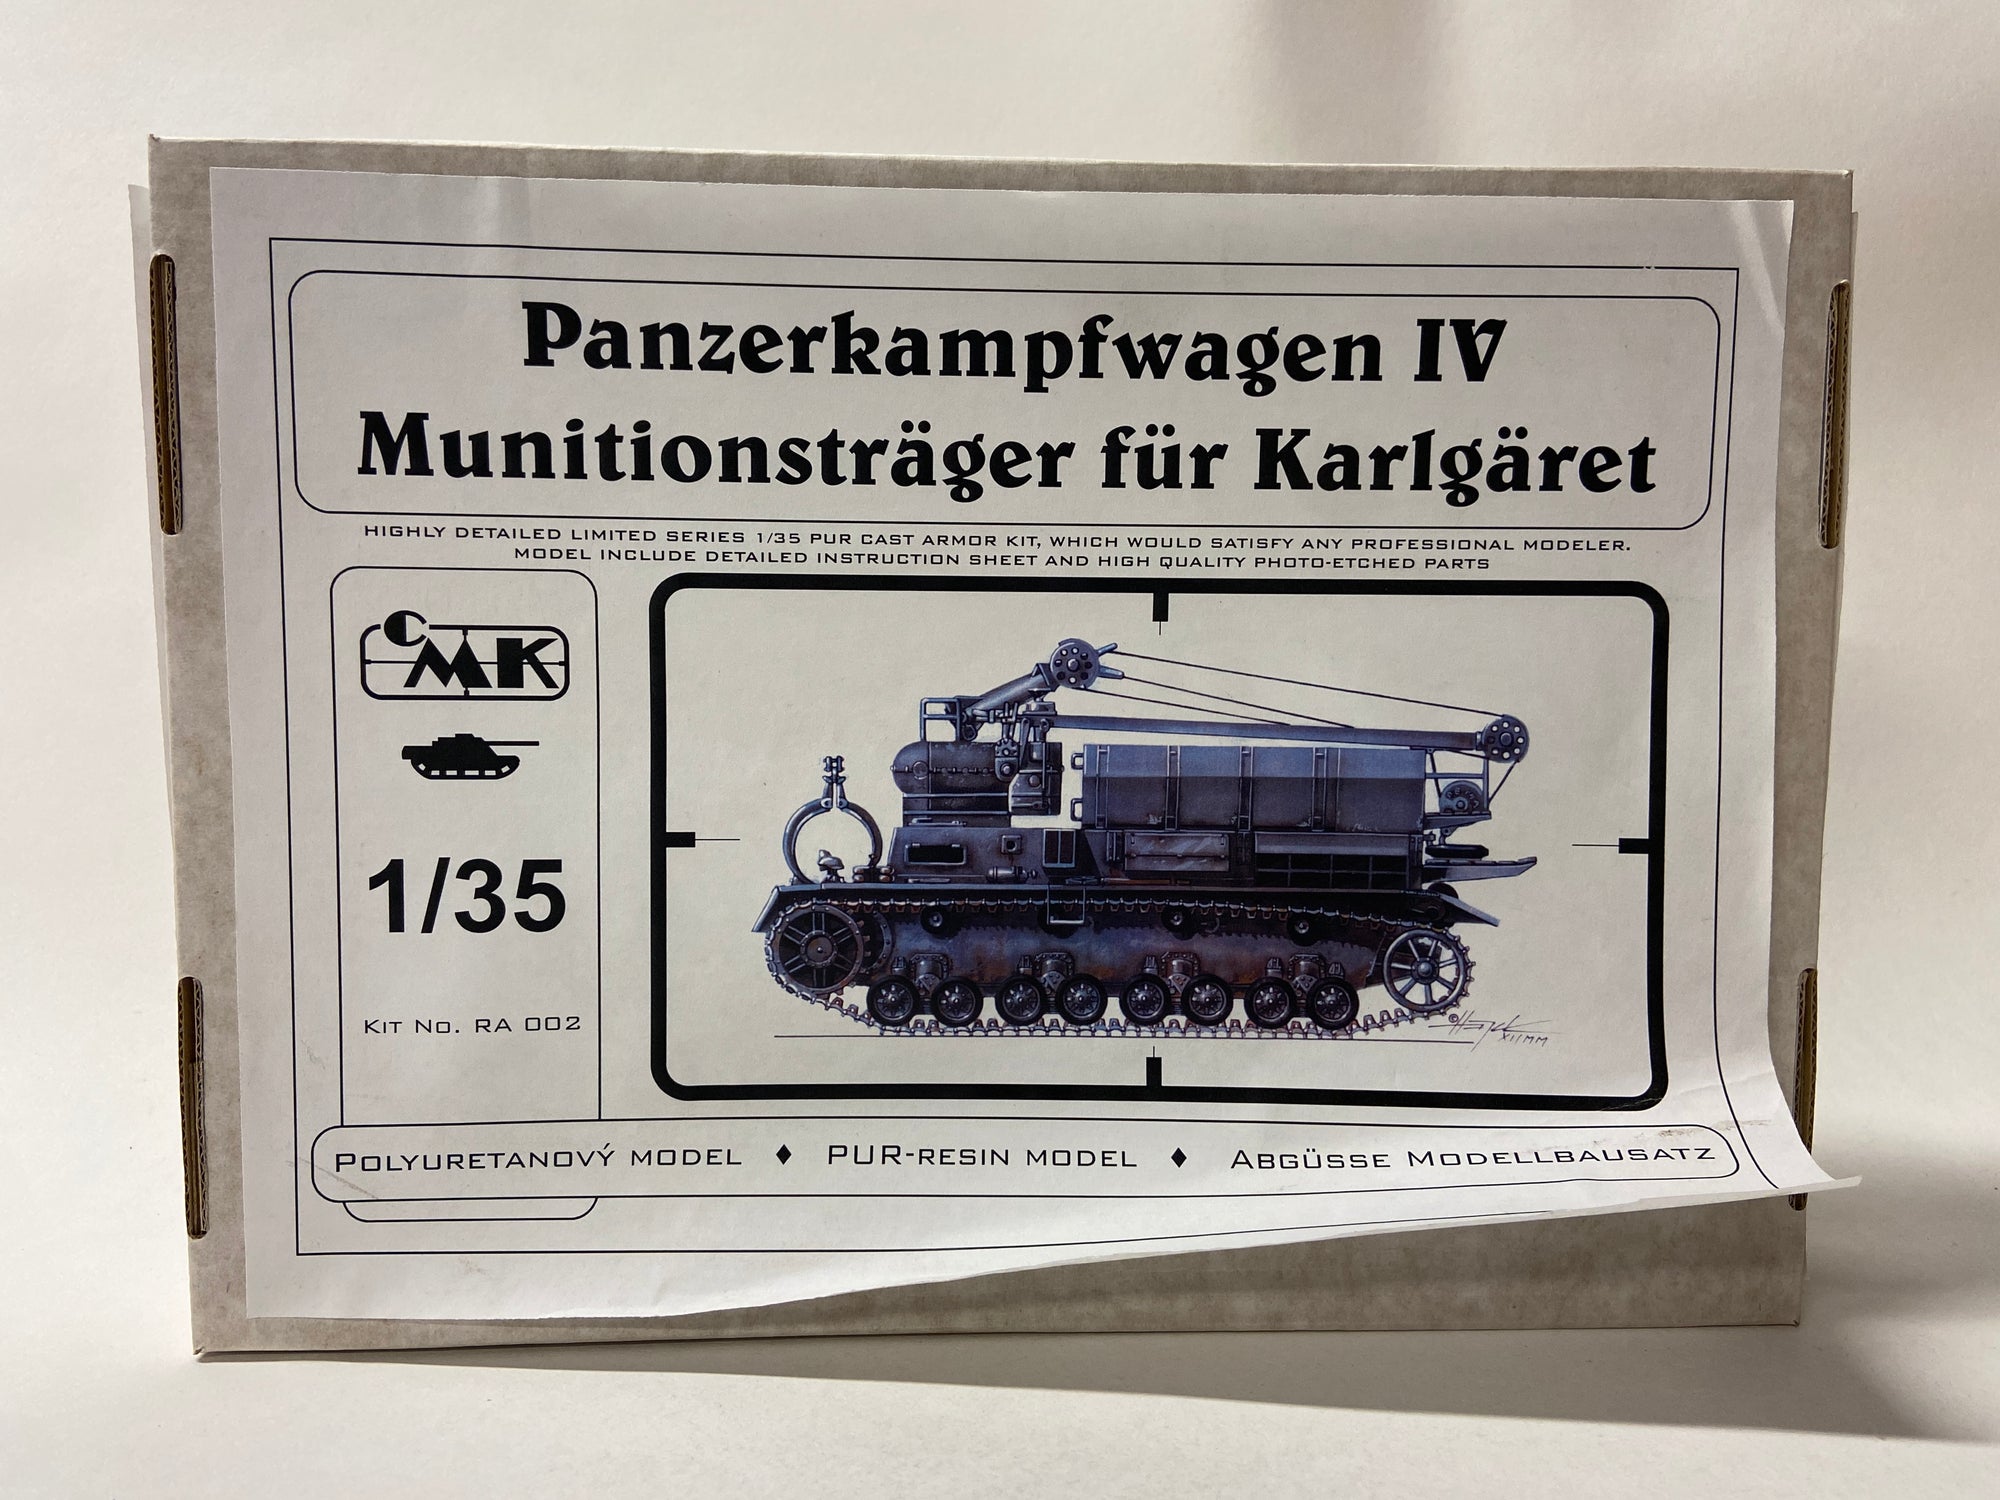 Panzerkampfwagen IV
Munitionsträger für Karlgäret
HIGHLY DETAILED LIMITED SERIES 1/35 PUR CAST ARMOR KIT, WHICH WOULD SATISFY ANY PROFESSIONAL MODELER.
MODEL INCLUDE DETAILED INSTRUCTION SHEET AND HIGH QUALITY PHOTO-ETCHED PARTS
CMK
1/35
KIT NO. RA 002
XII MM
POLYURETANOVÝ MODEL ♦ PUR-RESIN MODEL ♦ ABGÜSSE MODELLBAUSATZ